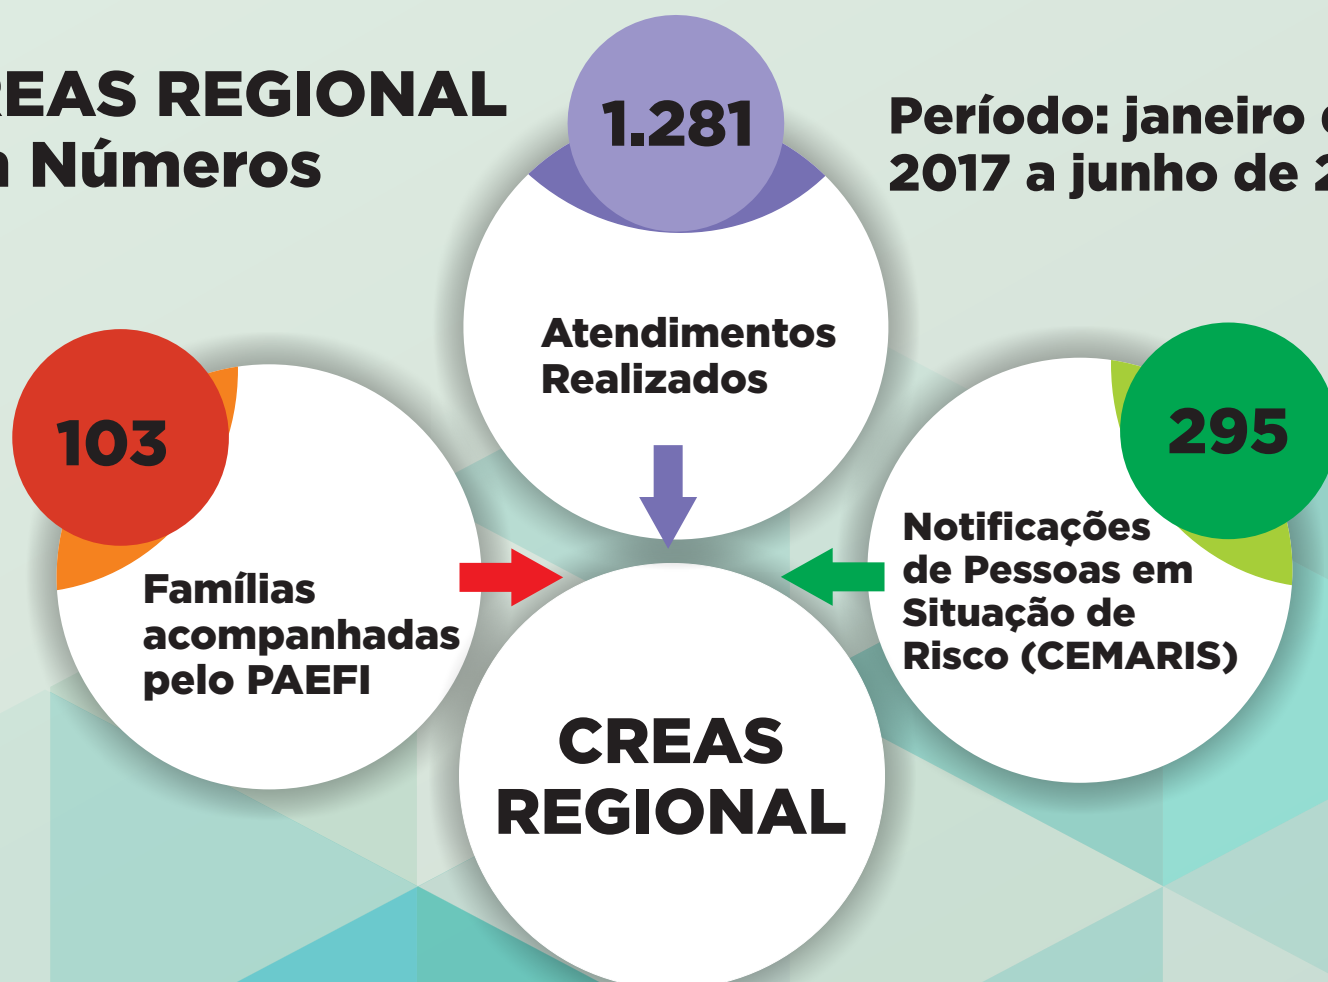 REAS REGIONAL
Números
1.281
Período: janeiro
2017 a junho de
Atendimentos
Realizados
103
Famílias
acompanhadas
pelo PAEFI
295
Notificações
de Pessoas em
Situação de
Risco (CEMARIS)
CREAS
REGIONAL